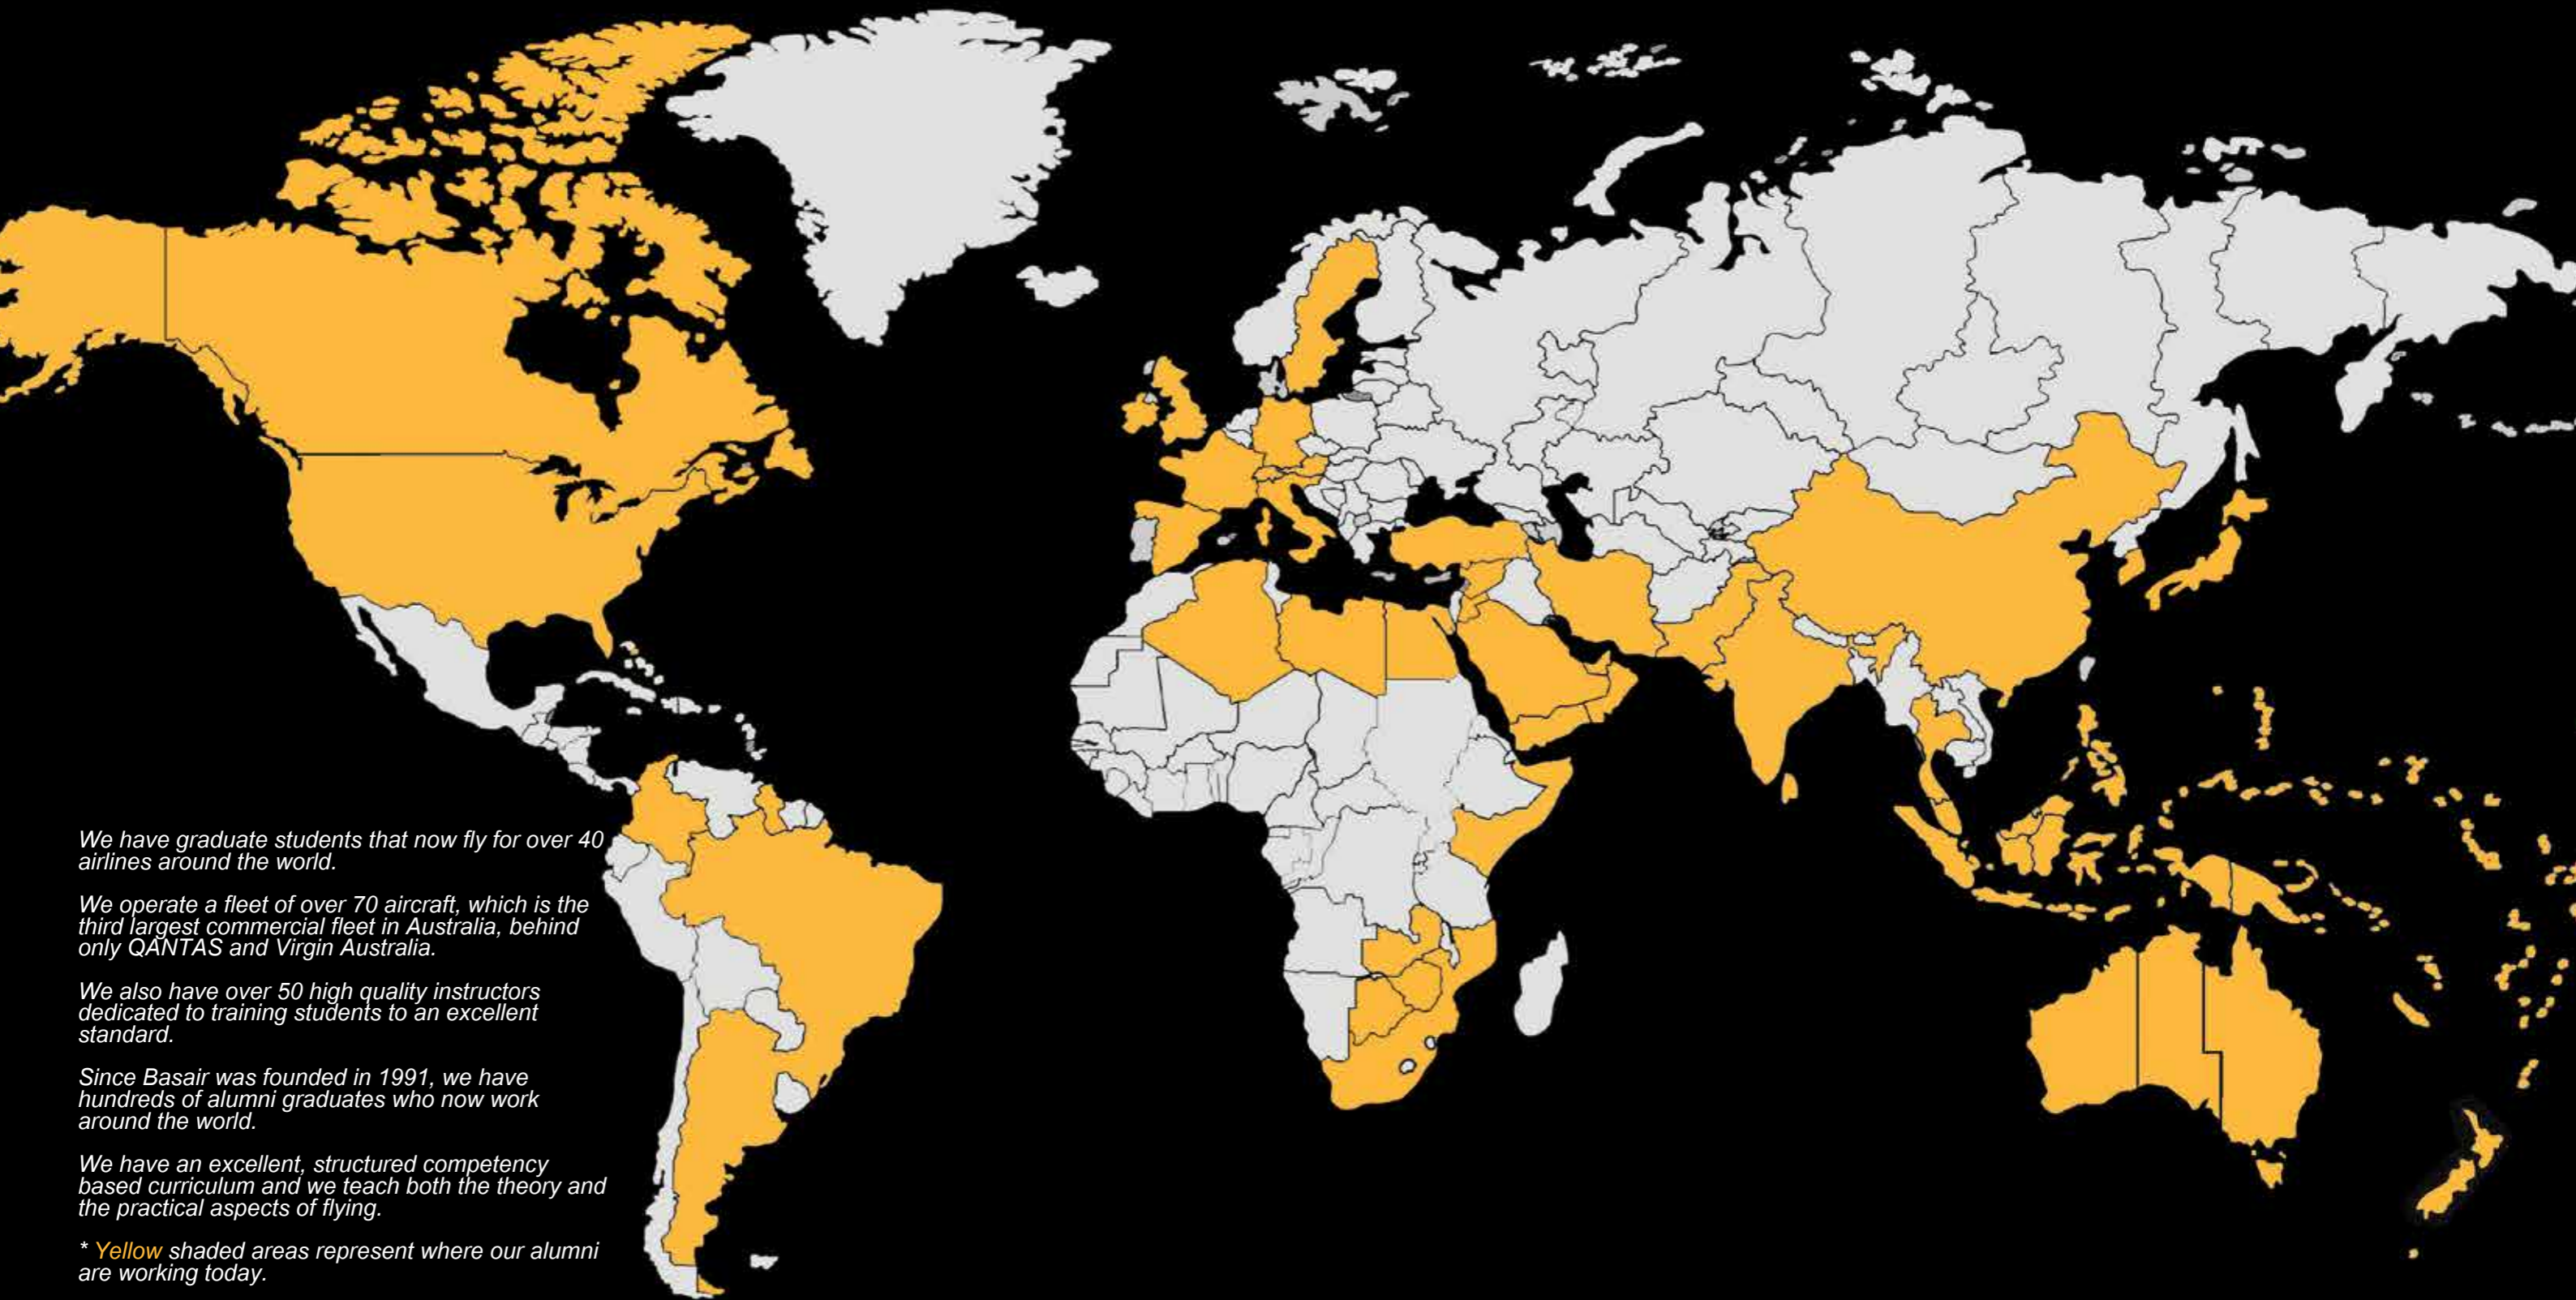 We have graduate students that now fly for over 40
airlines around the world.
We operate a fleet of over 70 aircraft, which is the
third largest commercial fleet in Australia, behind
only QANTAS and Virgin Australia.
We also have over 50 high quality instructors
dedicated to training students to an excellent
standard.
Since Basair was founded in 1991, we have
hundreds of alumni graduates who now work
around the world.
We have an excellent, structured competency
based curriculum and we teach both the theory and
the practical aspects of flying.
* Yellow shaded areas represent where our alumni
are working today.